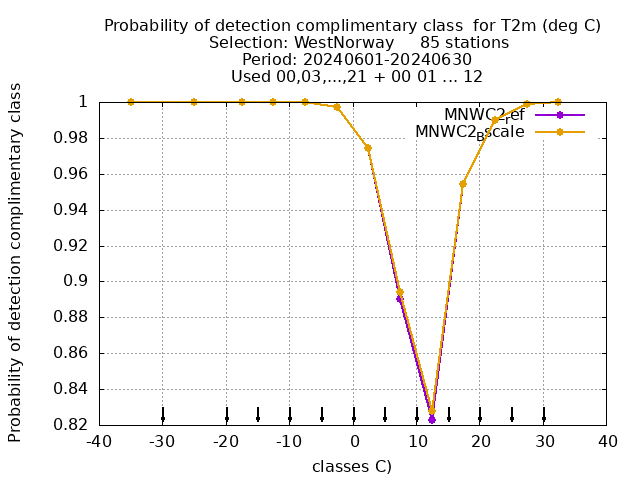 Probability of detection complimentary class  for T2m (deg C)
Selection: WestNorway     85 stations
Period: 20240601-20240630
Used 00,03,...,21 + 00 01 ... 12
Probability of detection complimentary class
MNWC2_ref
MNWC2_Bscale
1
0.98
0.96
0.94
0.92
0.9
0.88
0.86
0.84
0.82
-40 -30 -20 -10 0 10 20 30 40
classes C)